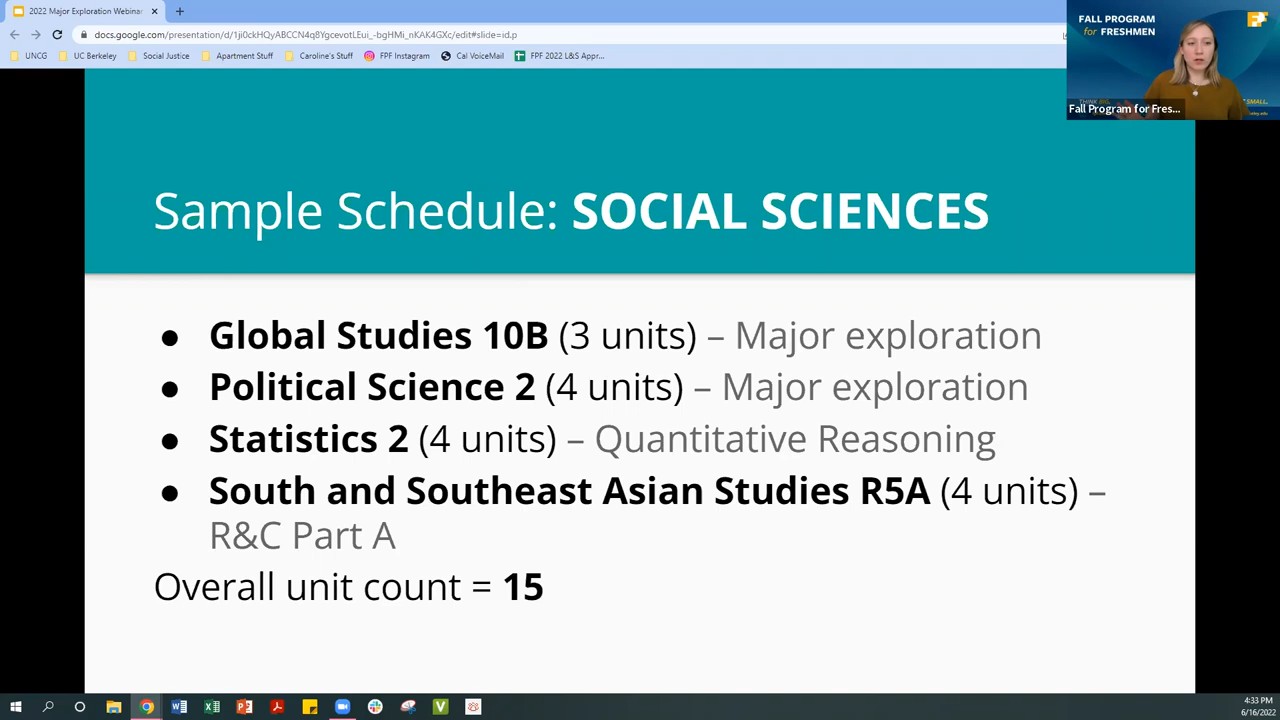 2022 Major Exploration Webinar
docs.google.com/presentation/d/1ji0ckHQyABCCN4q8YgcevotLEui_-bgHMi_nKAK4GXc/edit#slide=id.p
UNCG UC Berkeley Social Justice Apartment Stuff Caroline's Stuff FPF Instagram Cal VoiceMail FPF 2022 L&S Appr...
FALL PROGRAM
for FRESHMEN
THINK
SMALL.
Fall Program for Fres...
Sample Schedule: SOCIAL SCIENCES
● Global Studies 10B (3 units) – Major exploration
● Political Science 2 (4 units) – Major exploration
● Statistics 2 (4 units) – Quantitative Reasoning
● South and Southeast Asian Studies R5A (4 units) –
R&C Part A
Overall unit count = 15
4:33 PM
6/16/2022